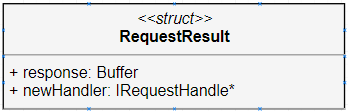 <<struct>>
RequestResult
+ response: Buffer
+ newHandler: IRequestHandle*